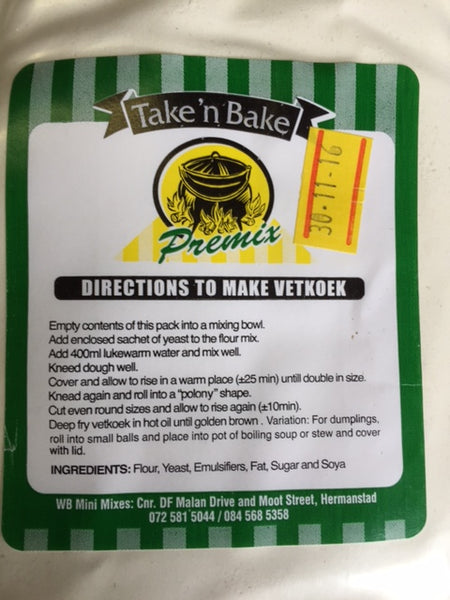 Take 'n Bake
30-11-16
Premix
DIRECTIONS TO MAKE VETKOEK
Empty contents of this pack into a mixing bowl.
Add enclosed sachet of yeast to the flour mix.
Add 400ml lukewarm water and mix well.
Kneed dough well.
Cover and allow to rise in a warm place (±25 min) untill double in size.
Knead again and roll into a "polony" shape.
Cut even round sizes and allow to rise again (±10min).
Deep fry vetkoek in hot oil until golden brown . Variation: For dumplings,
roll into small balls and place into pot of boiling soup or stew and cover
with lid.
INGREDIENTS: Flour, Yeast, Emulsifiers, Fat, Sugar and Soya
WB Mini Mixes: Cnr. DF Malan Drive and Moot Street, Hermanstad
072 581 5044 / 084 568 5358